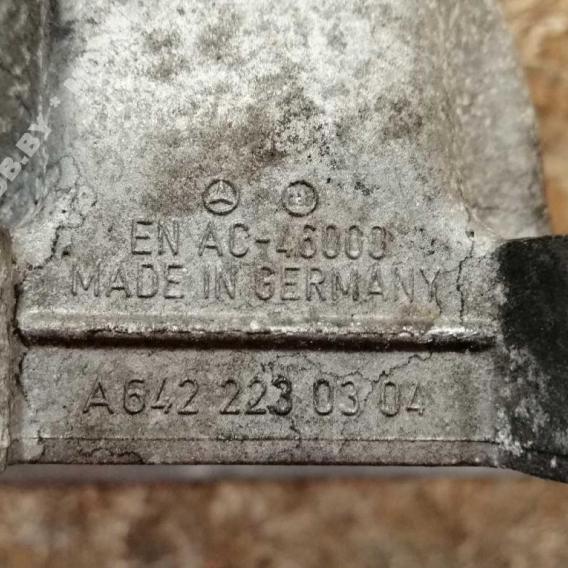 EN AC-46000
MADE IN GERMANY
A 642 223 03 04